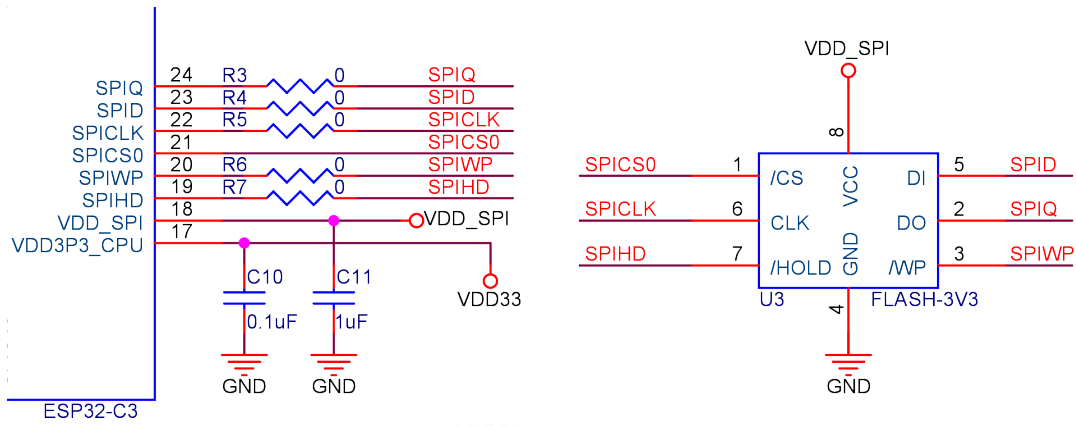 SPIQ 24 R3 0 SPIQ
SPID 23 R4 0 SPID
SPICLK 22 R5 0 SPICLK
SPICS0 21 SPICS0
SPIWP 20 R6 0 SPIWP
SPIHD 19 R7 0 SPIHD
VDD_SPI 18 VDD_SPI
VDD3P3_CPU 17
C10 C11
VDD33
0.1uF 1uF
GND GND
ESP32-C3
VDD_SPI
8
SPICS0 1 /CS VCC DI 5 SPID
SPICLK 6 CLK DO 2 SPIQ
SPIHD 7 /HOLD GND /WP 3 SPIWP
U3 FLASH-3V3
4
GND